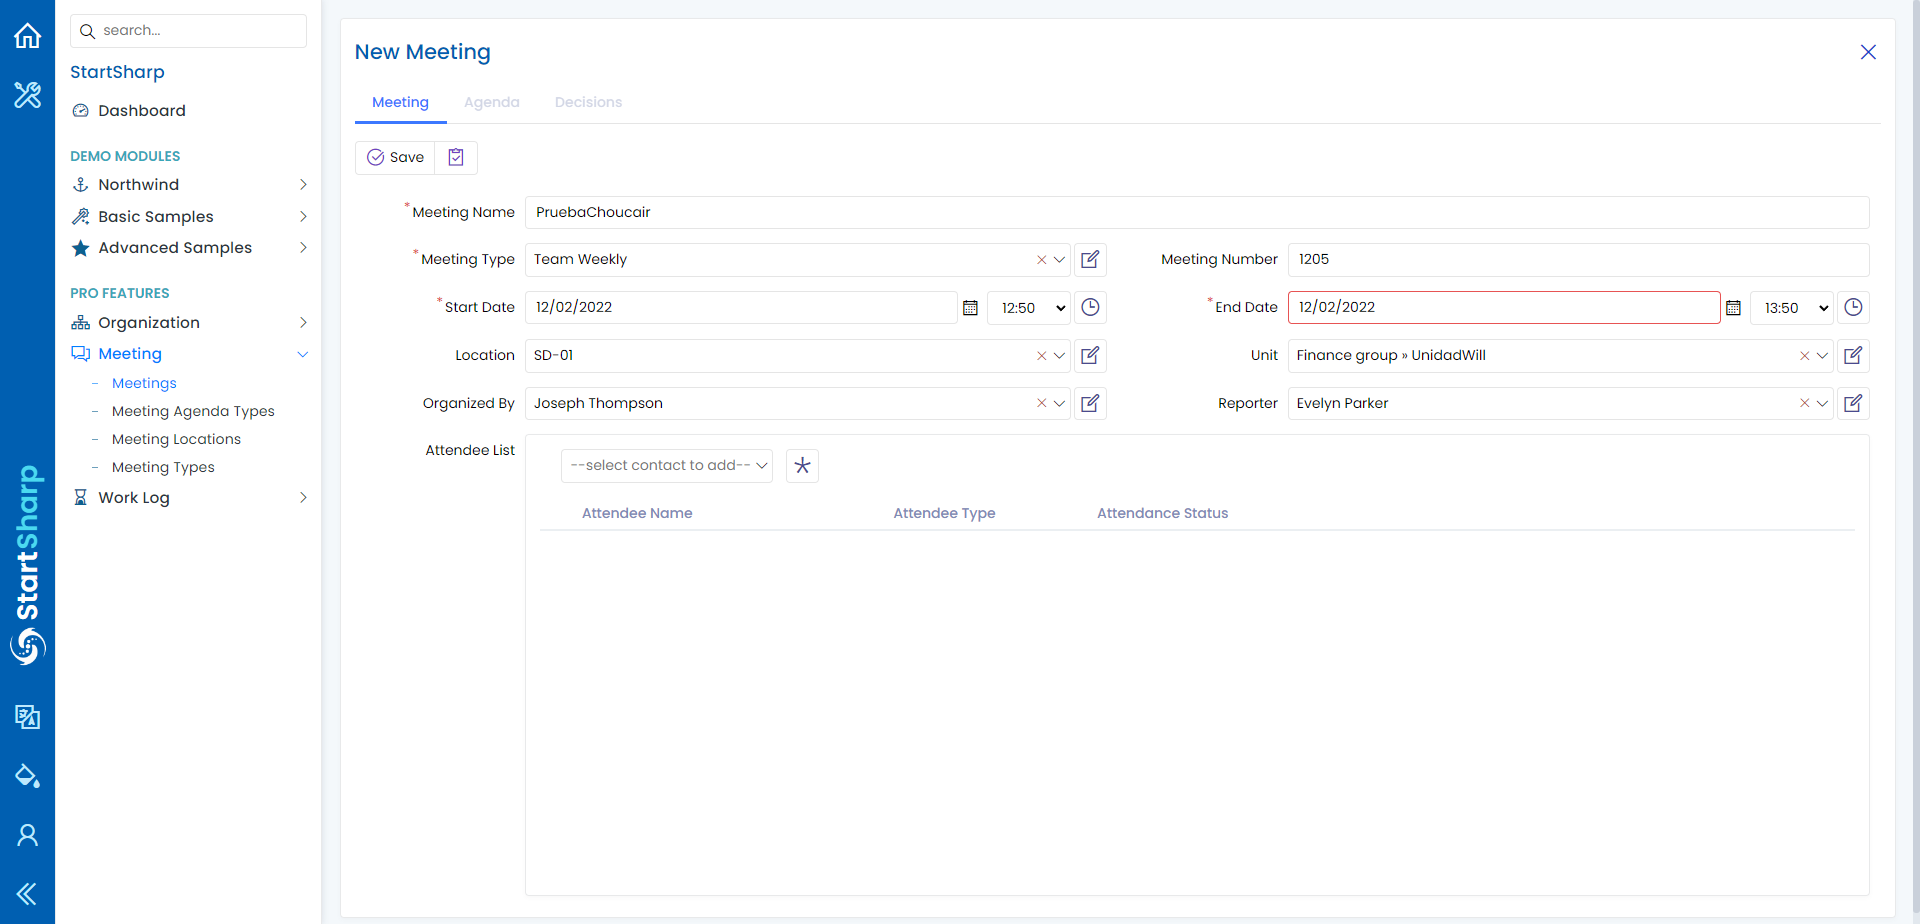 search...
StartSharp
Dashboard
DEMO MODULES
Northwind
Basic Samples
Advanced Samples
PRO FEATURES
Organization
Meeting
- Meetings
- Meeting Agenda Types
- Meeting Locations
- Meeting Types
Work Log
StartSharp
New Meeting
Meeting Agenda Decisions
Save
*Meeting Name PruebaChoucair
*Meeting Type Team Weekly Meeting Number 1205
*Start Date 12/02/2022 12:50 *End Date 12/02/2022 13:50
Location SD-01 Unit Finance group » UnidadWill
Organized By Joseph Thompson Reporter Evelyn Parker
Attendee List
--select contact to add--
Attendee Name Attendee Type Attendance Status